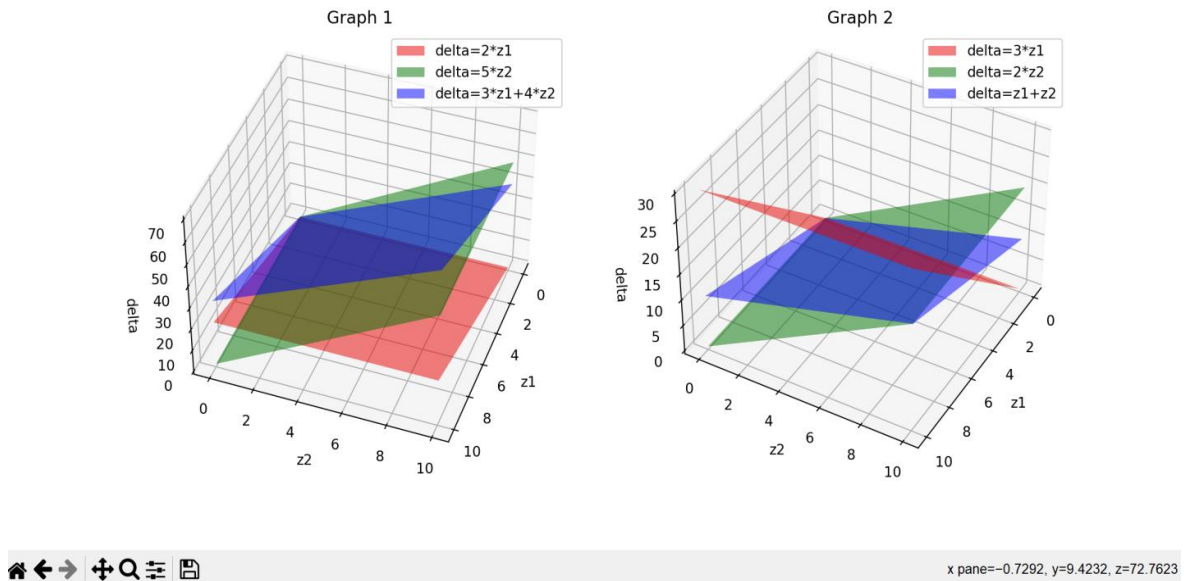 Graph 1
delta=2*z1
delta=5*z2
delta=3*z1+4*z2
70
60
50
40
30
20
10
0
delta
0
2
4
6
8
10
z2
0
2
4
6
8
10
z1
Graph 2
delta=3*z1
delta=2*z2
delta=z1+z2
30
25
20
15
10
5
0
delta
0
2
4
6
8
10
z2
0
2
4
6
8
10
z1
x pane=−0.7292, y=9.4232, z=72.7623